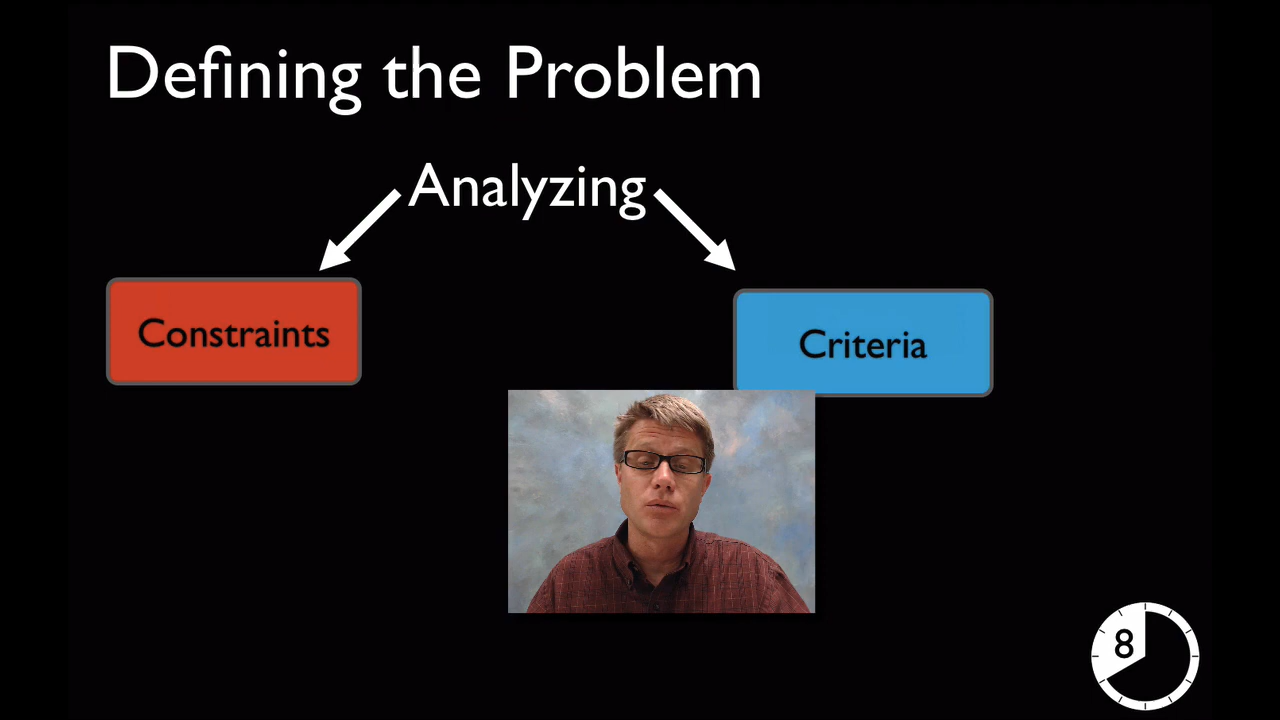 Defining the Problem
Analyzing
Constraints
Criteria
8